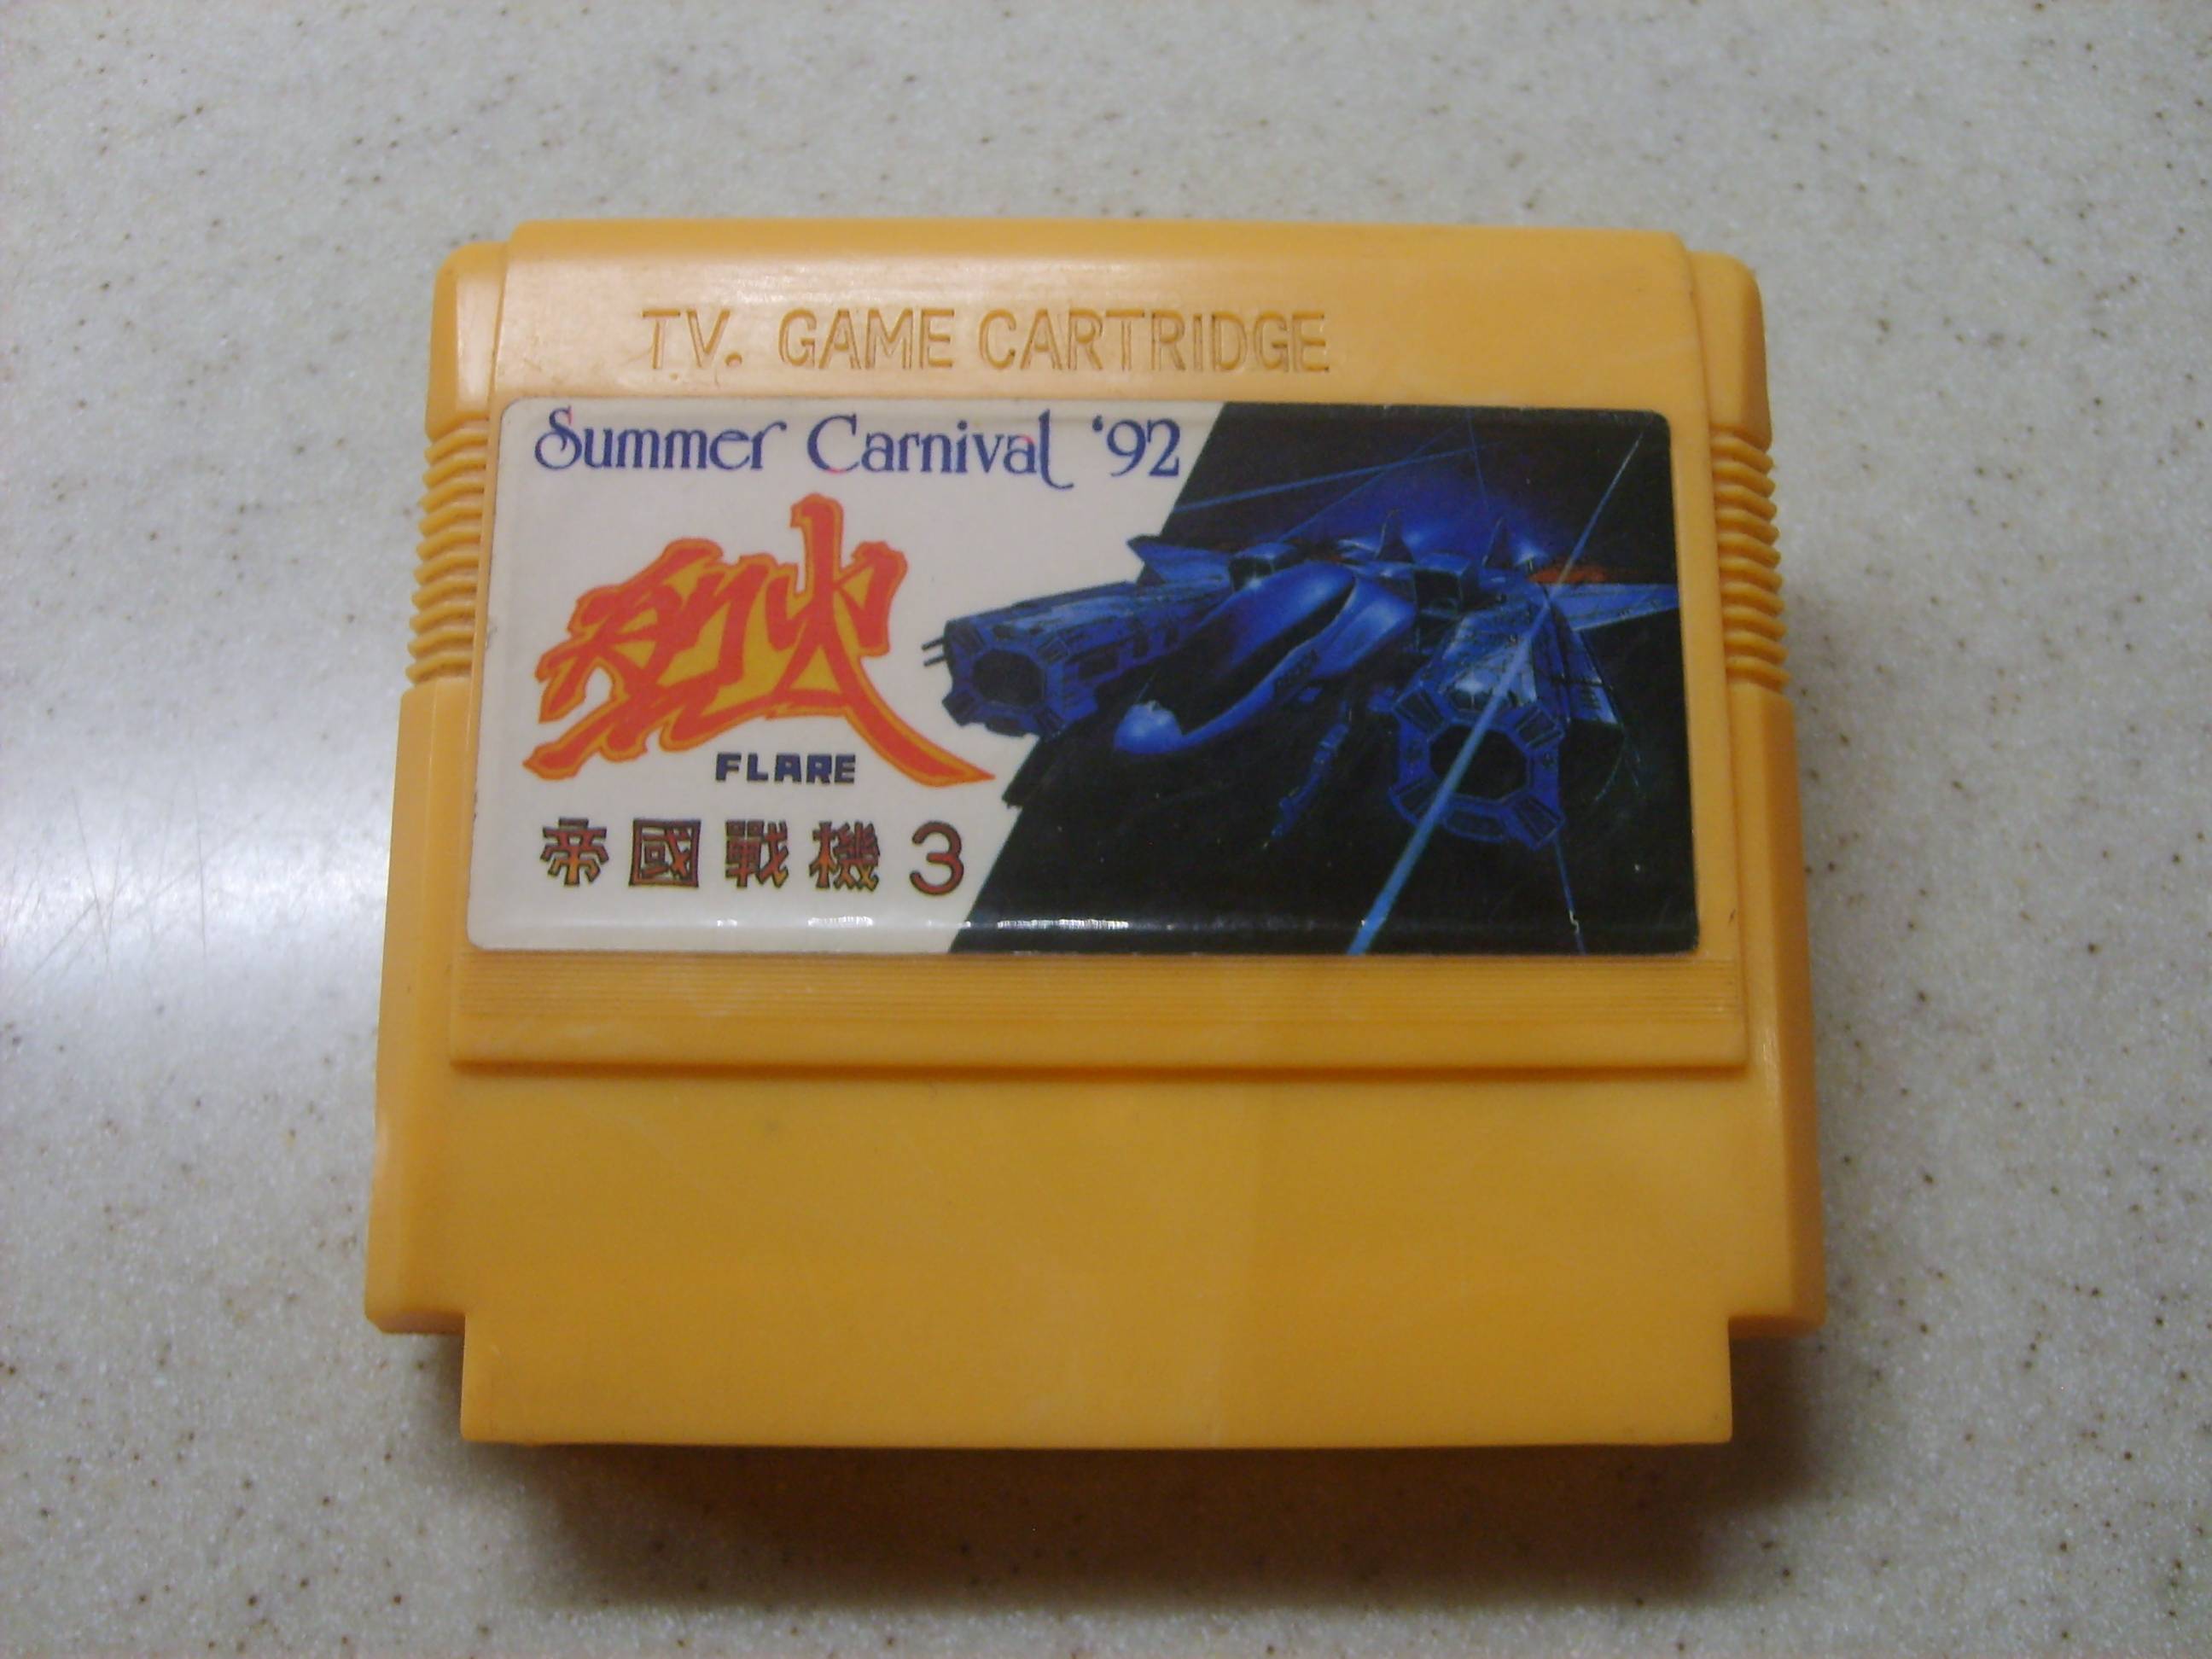 TV. GAME CARTRIDGE
Summer Carnival '92
烈火
FLARE
帝國戰機3